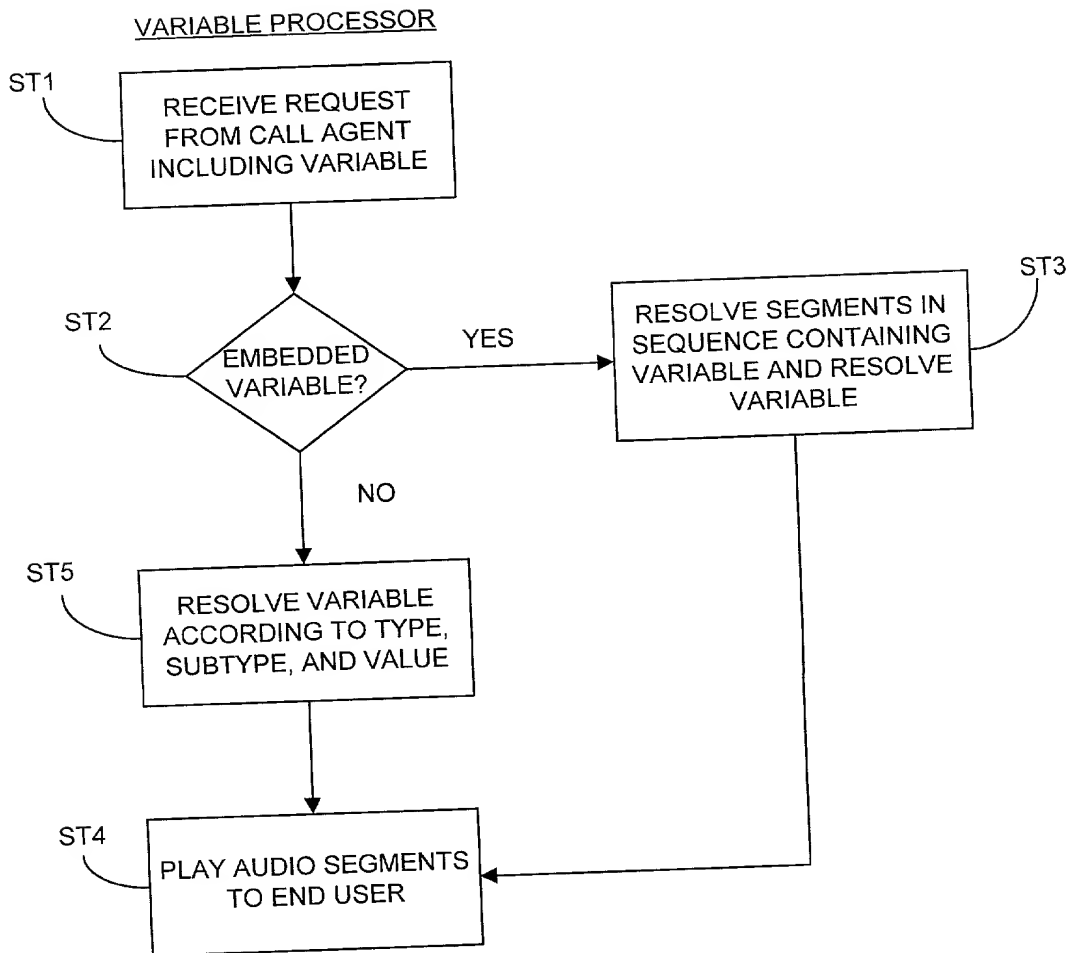 VARIABLE PROCESSOR
ST1
RECEIVE REQUEST
FROM CALL AGENT
INCLUDING VARIABLE
ST2
EMBEDDED
VARIABLE?
YES
ST3
RESOLVE SEGMENTS IN
SEQUENCE CONTAINING
VARIABLE AND RESOLVE
VARIABLE
NO
ST5
RESOLVE VARIABLE
ACCORDING TO TYPE,
SUBTYPE, AND VALUE
ST4
PLAY AUDIO SEGMENTS
TO END USER